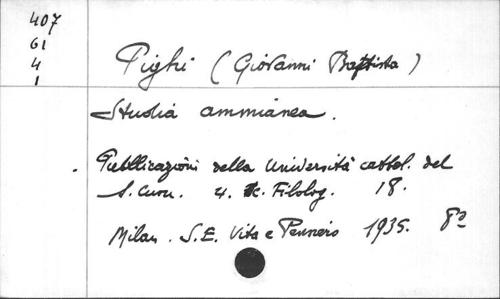 407
61
4
1
Pighi (Giovanni Battista)
Studia ammianea.
Pubblicazioni della Università cattol. del
S. Cuore. 4. Filolog. 18.
Milan. S.E. Vita e Pensiero 1935. 8º